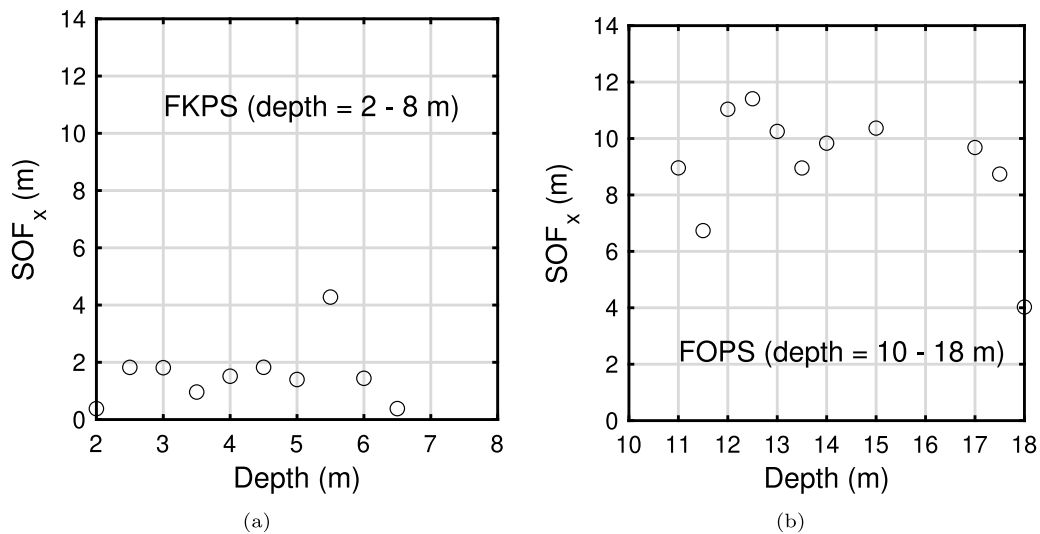 14
12
10
8
6
4
2
0
SOFx (m)
FKPS (depth = 2 - 8 m)
2 3 4 5 6 7 8
Depth (m)
(a)
14
12
10
8
6
4
2
0
SOFx (m)
FOPS (depth = 10 - 18 m)
10 11 12 13 14 15 16 17 18
Depth (m)
(b)